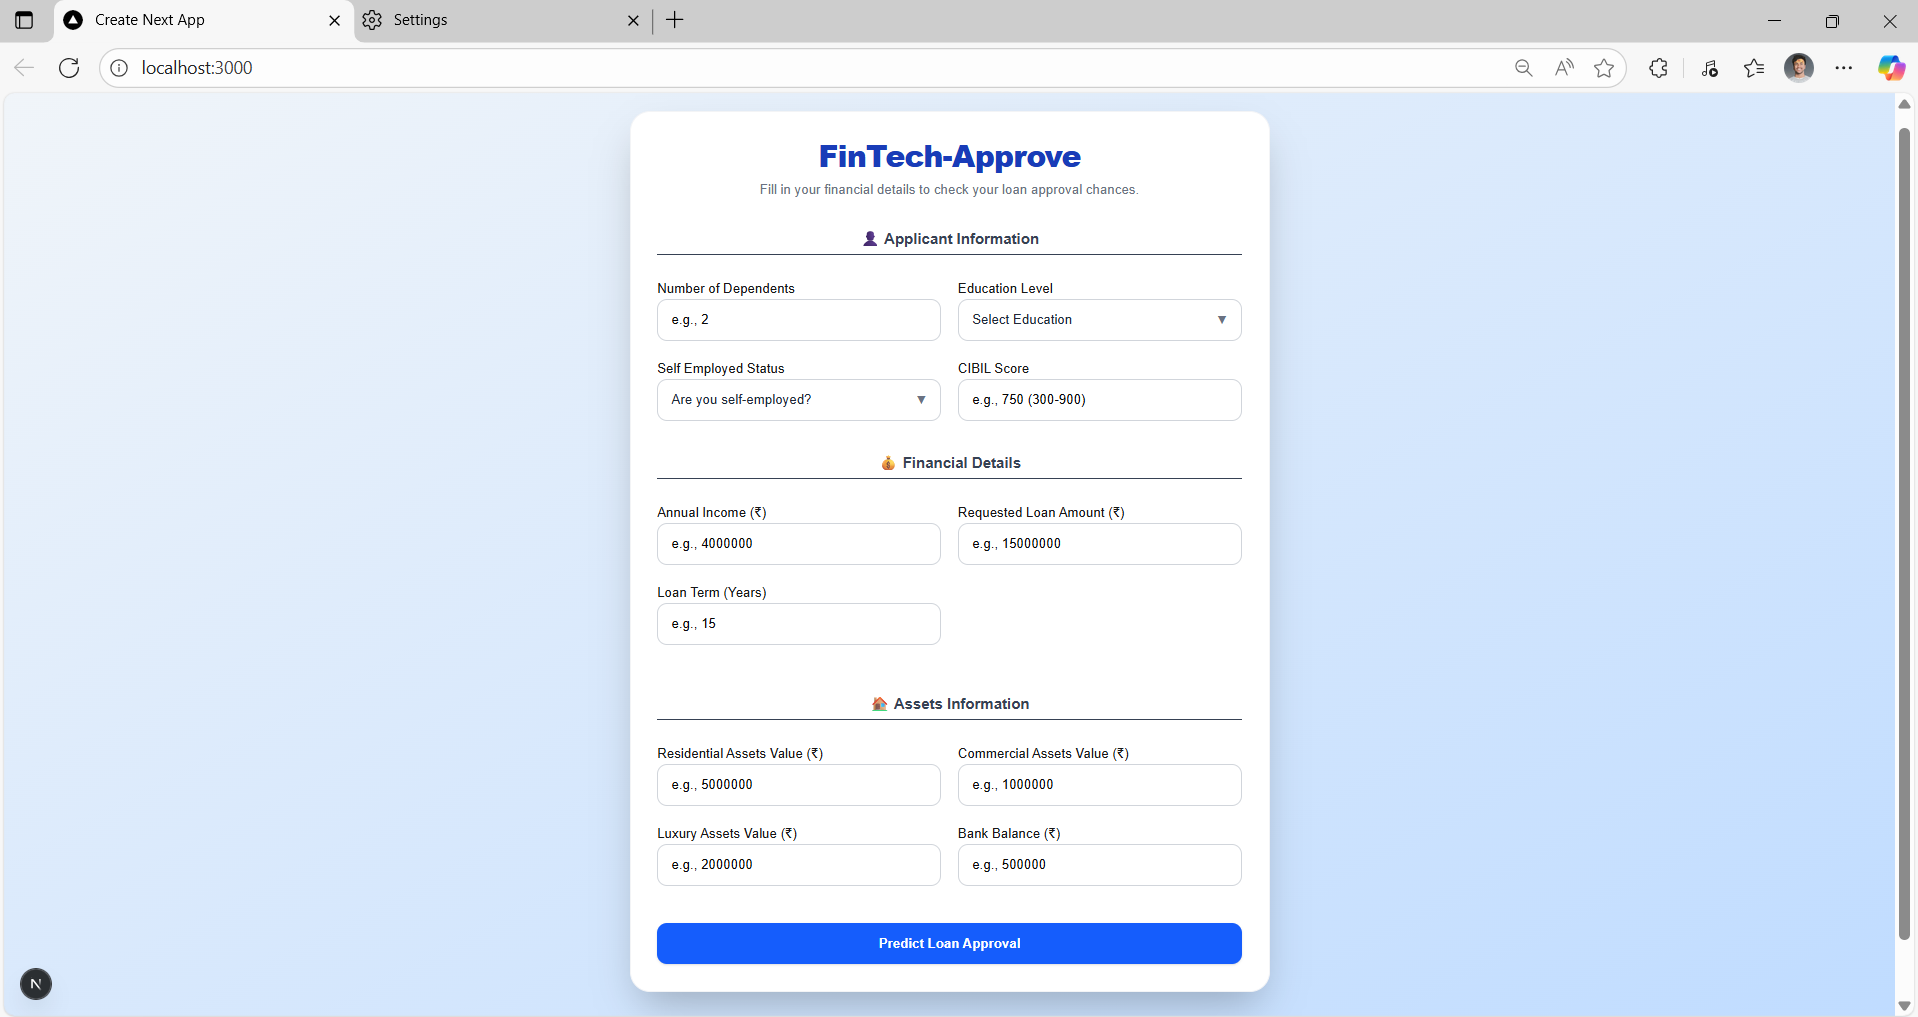 Create Next App
Settings
localhost:3000
FinTech-Approve
Fill in your financial details to check your loan approval chances.
👤 Applicant Information
Number of Dependents
Education Level
e.g., 2
Select Education
Self Employed Status
CIBIL Score
Are you self-employed?
e.g., 750 (300-900)
💰 Financial Details
Annual Income (₹)
Requested Loan Amount (₹)
e.g., 4000000
e.g., 15000000
Loan Term (Years)
e.g., 15
🏠 Assets Information
Residential Assets Value (₹)
Commercial Assets Value (₹)
e.g., 5000000
e.g., 1000000
Luxury Assets Value (₹)
Bank Balance (₹)
e.g., 2000000
e.g., 500000
Predict Loan Approval
N